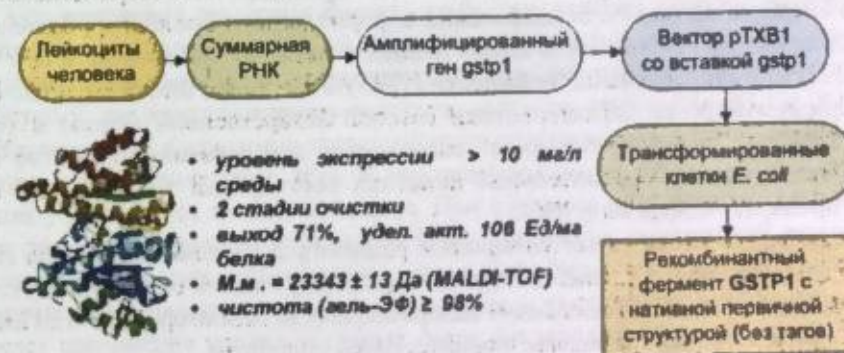 Лейкоциты
человека
Суммарная
РНК
Амплифицированный
ген gstp1
Вектор pTXB1
со вставкой gstp1
Трансформированные
клетки E. coli
Рекомбинантный
фермент GSTP1 с
нативной первичной
структурой (без тагов)
• уровень экспрессии > 10 мг/л
среды
• 2 стадии очистки
• выход 71%, удел. акт. 106 Ед/мг
белка
• М.м. = 23343 ± 13 Да (MALDI-TOF)
• чистота (гель-ЭФ) ≥ 98%